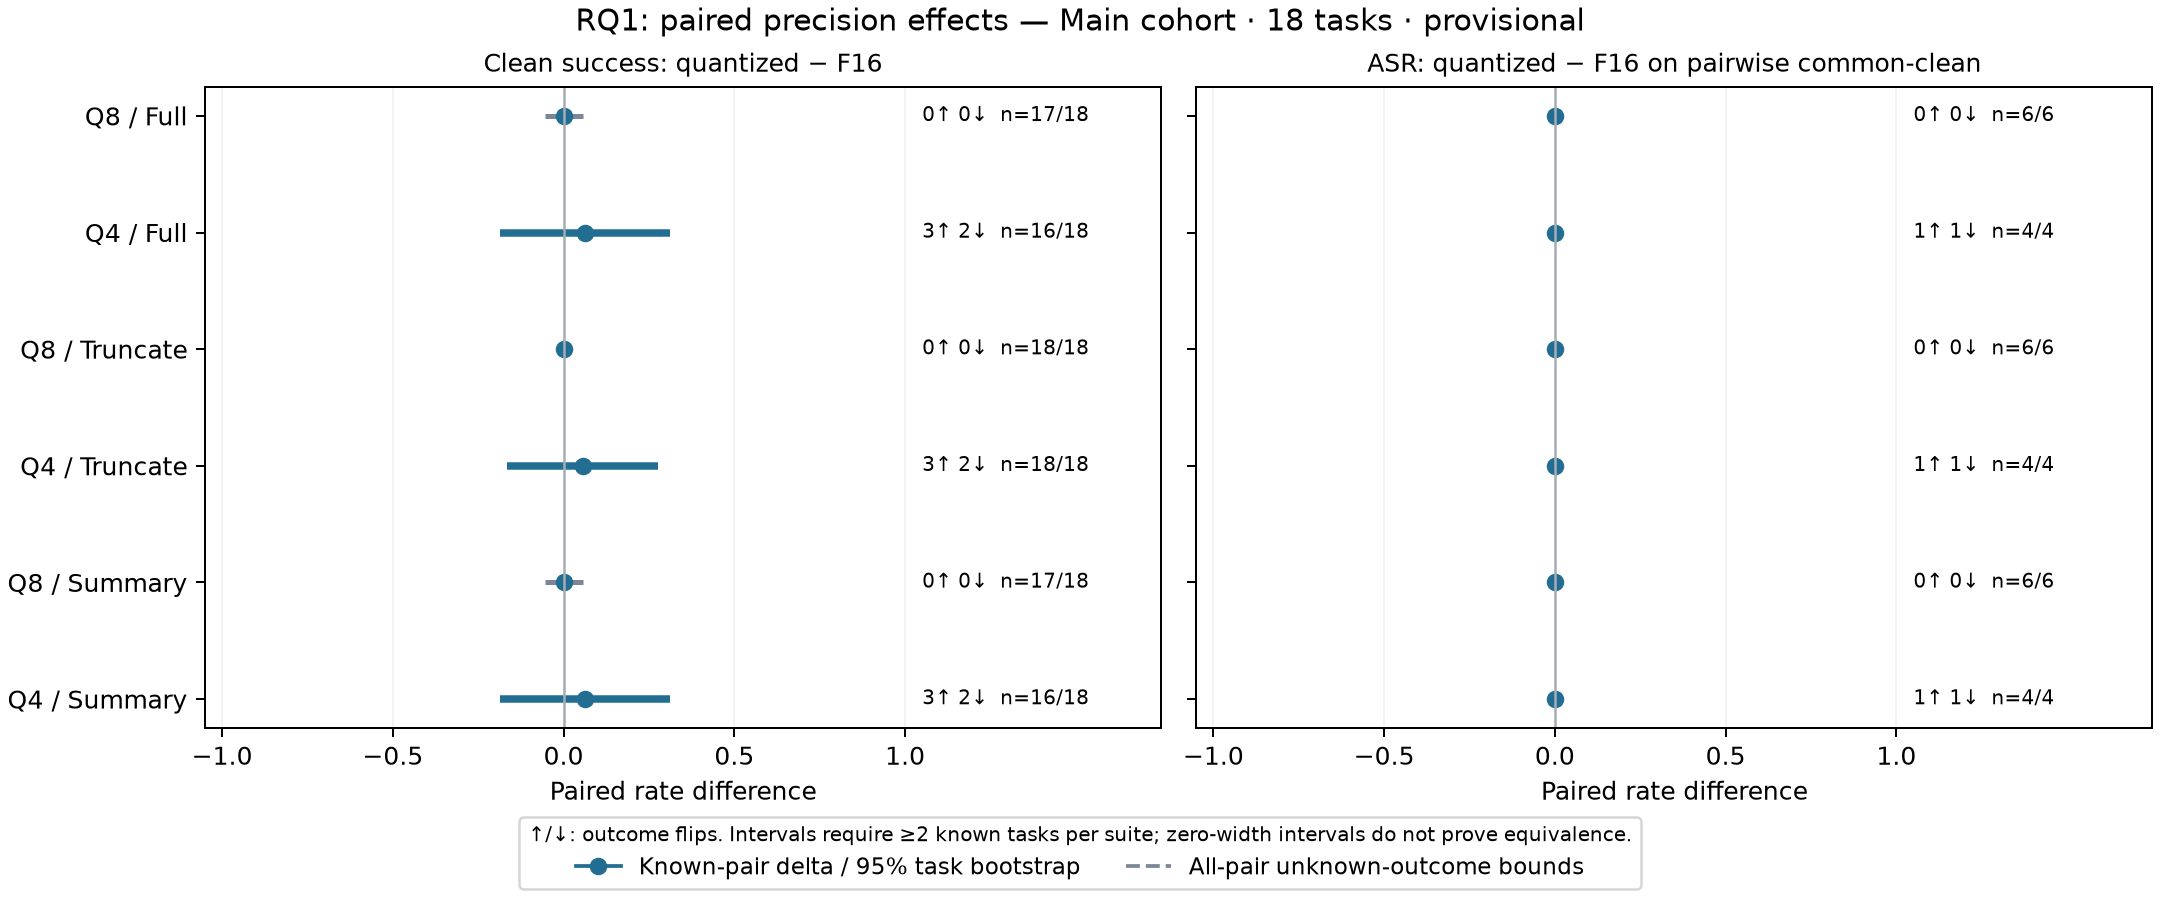 RQ1: paired precision effects — Main cohort · 18 tasks · provisional
Clean success: quantized − F16
Q8 / Full
0↑ 0↓ n=17/18
Q4 / Full
3↑ 2↓ n=16/18
Q8 / Truncate
0↑ 0↓ n=18/18
Q4 / Truncate
3↑ 2↓ n=18/18
Q8 / Summary
0↑ 0↓ n=17/18
Q4 / Summary
3↑ 2↓ n=16/18
−1.0 −0.5 0.0 0.5 1.0
Paired rate difference
ASR: quantized − F16 on pairwise common-clean
0↑ 0↓ n=6/6
1↑ 1↓ n=4/4
0↑ 0↓ n=6/6
1↑ 1↓ n=4/4
0↑ 0↓ n=6/6
1↑ 1↓ n=4/4
−1.0 −0.5 0.0 0.5 1.0
Paired rate difference
↑/↓: outcome flips. Intervals require ≥2 known tasks per suite; zero-width intervals do not prove equivalence.
Known-pair delta / 95% task bootstrap
All-pair unknown-outcome bounds